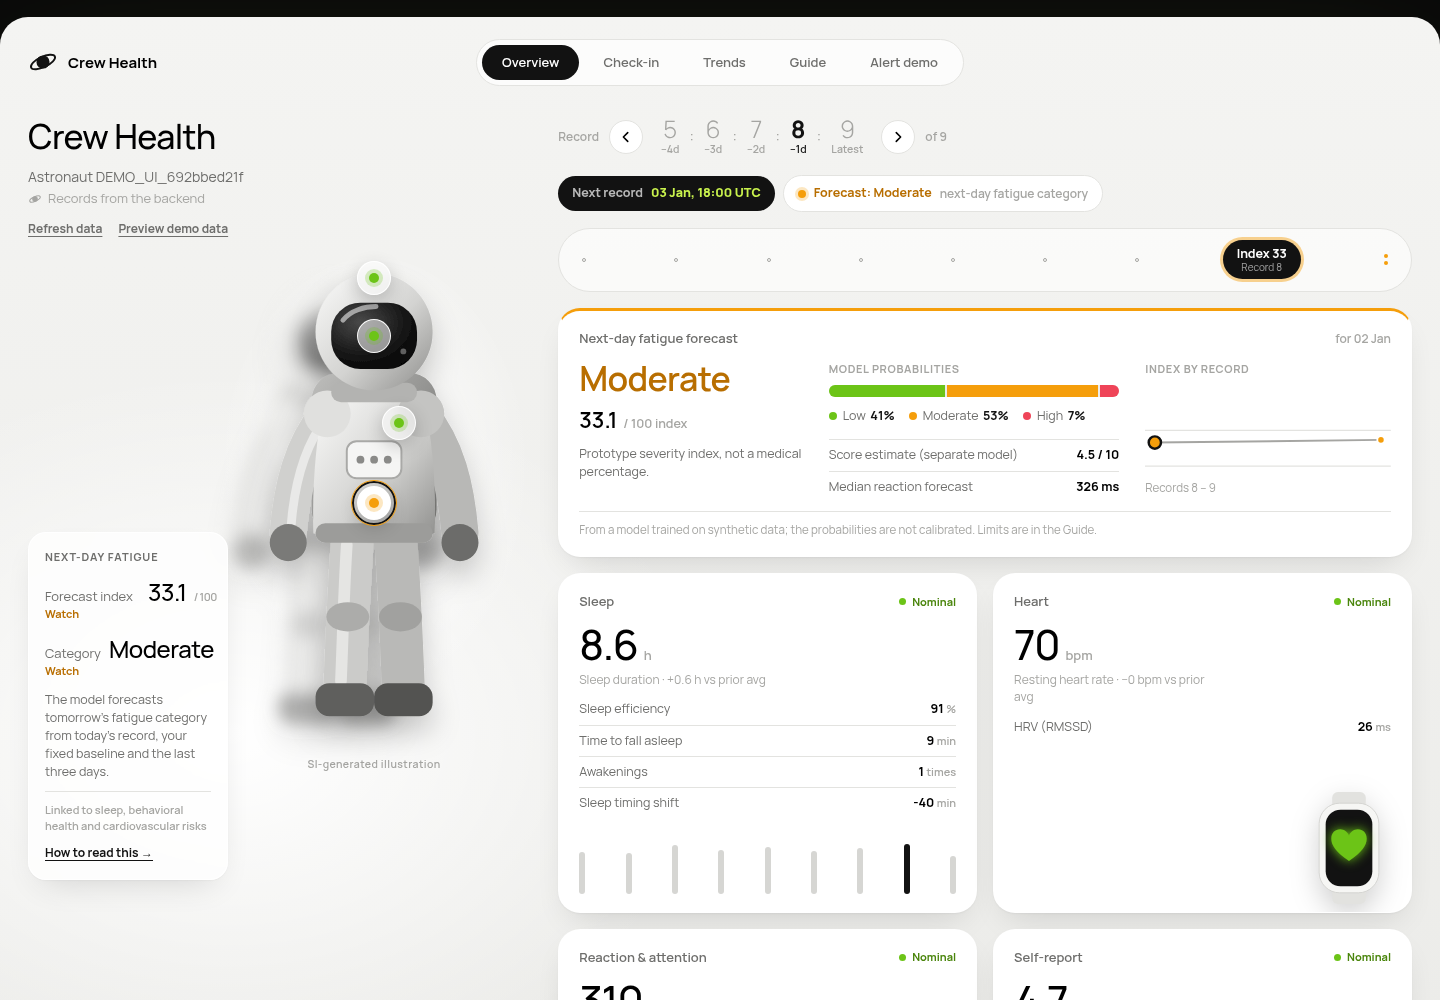 Crew Health
Overview
Check-in
Trends
Guide
Alert demo
Crew Health
Astronaut DEMO_UI_692bbed21f
Records from the backend
Refresh data
Preview demo data
Record
5 : 6 : 7 : 8 : 9
−4d −3d −2d −1d Latest
of 9
Next record 03 Jan, 18:00 UTC
Forecast: Moderate next-day fatigue category
Index 33
Record 8
Next-day fatigue forecast
for 02 Jan
Moderate
33.1 / 100 index
Prototype severity index, not a medical
percentage.
MODEL PROBABILITIES
Low 41% Moderate 53% High 7%
Score estimate (separate model) 4.5 / 10
Median reaction forecast 326 ms
INDEX BY RECORD
Records 8 – 9
From a model trained on synthetic data; the probabilities are not calibrated. Limits are in the Guide.
NEXT-DAY FATIGUE
Forecast index 33.1 / 100
Watch
Category Moderate
Watch
The model forecasts
tomorrow's fatigue category
from today's record, your
fixed baseline and the last
three days.
Linked to sleep, behavioral
health and cardiovascular risks
How to read this →
SI-generated illustration
Sleep
Nominal
8.6 h
Sleep duration · +0.6 h vs prior avg
Sleep efficiency 91 %
Time to fall asleep 9 min
Awakenings 1 times
Sleep timing shift -40 min
Heart
Nominal
70 bpm
Resting heart rate · −0 bpm vs prior
avg
HRV (RMSSD) 26 ms
Reaction & attention
Nominal
310
Self-report
Nominal
4.7